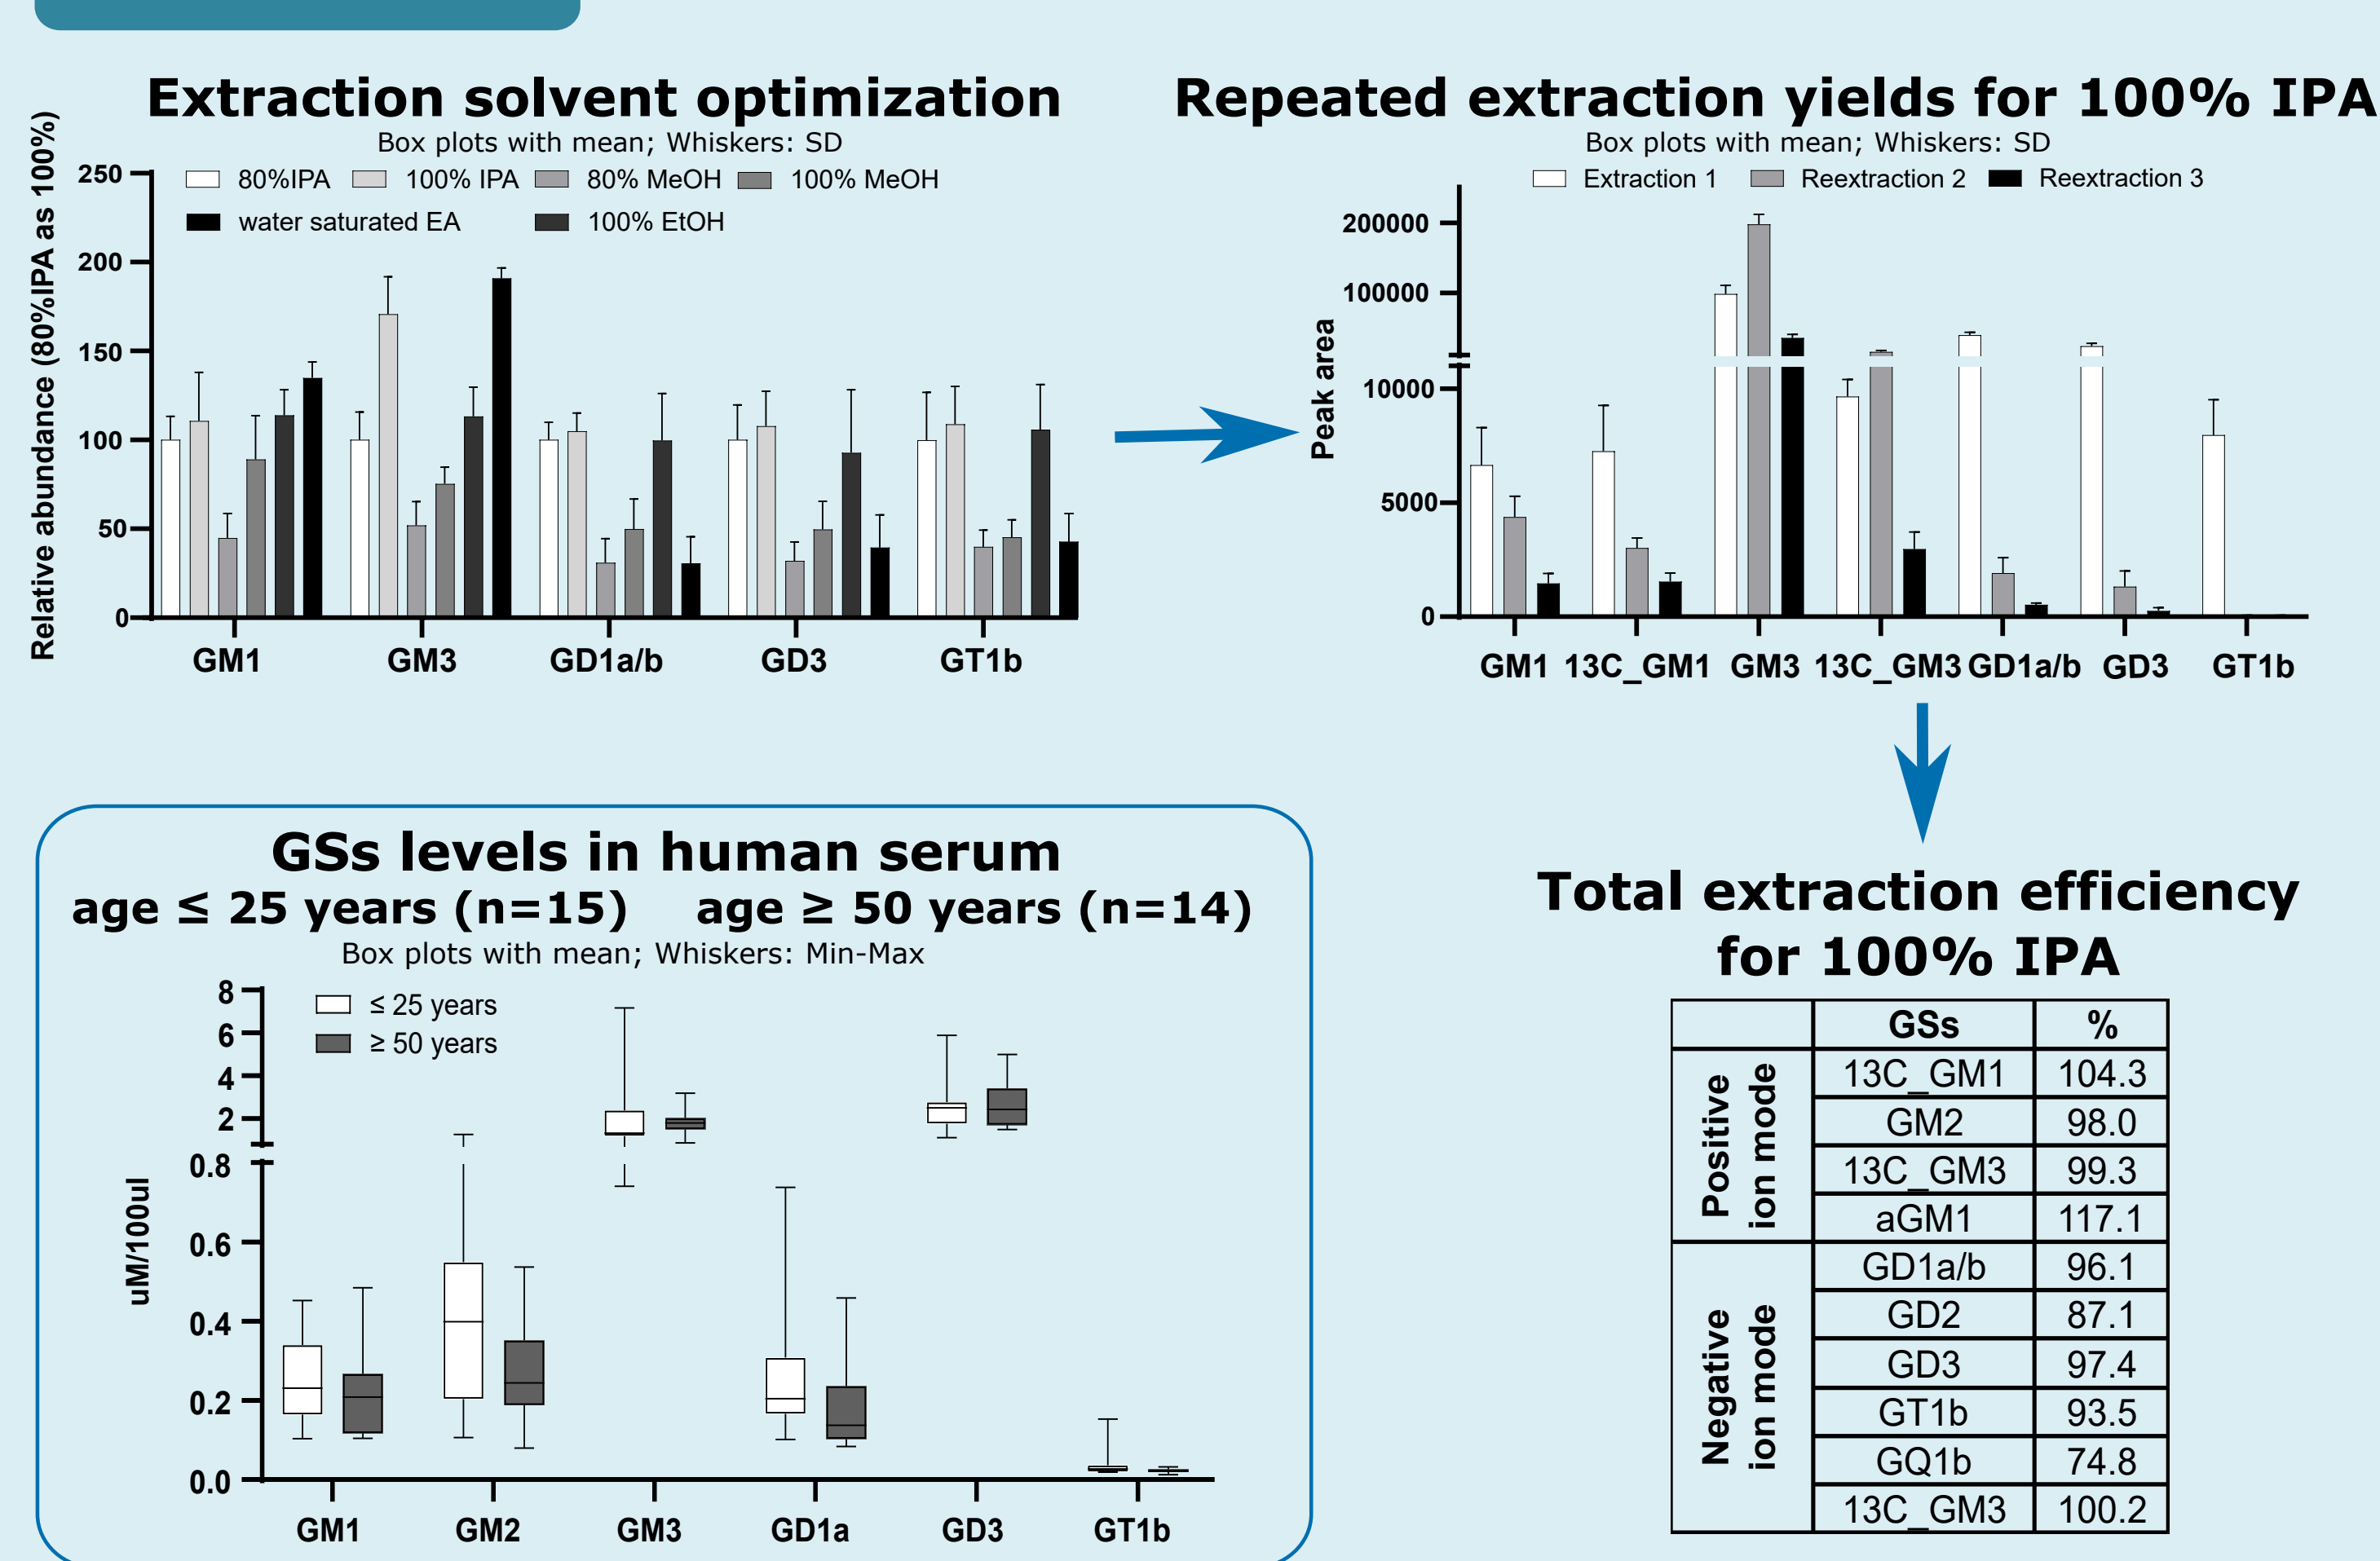 Extraction solvent optimization
Box plots with mean; Whiskers: SD
Relative abundance (80%IPA as 100%)
80%IPA 100% IPA 80% MeOH 100% MeOH
water saturated EA 100% EtOH
250
200
150
100
50
0
GM1 GM3 GD1a/b GD3 GT1b
Repeated extraction yields for 100% IPA
Box plots with mean; Whiskers: SD
Extraction 1 Reextraction 2 Reextraction 3
Peak area
200000
100000
10000
5000
0
GM1 13C_GM1 GM3 13C_GM3 GD1a/b GD3 GT1b
GSs levels in human serum
age ≤ 25 years (n=15) age ≥ 50 years (n=14)
Box plots with mean; Whiskers: Min-Max
≤ 25 years
≥ 50 years
uM/100ul
8
6
4
2
0.8
0.6
0.4
0.2
0.0
GM1 GM2 GM3 GD1a GD3 GT1b
Total extraction efficiency
for 100% IPA
GSs %
Positive
ion mode
13C_GM1 104.3
GM2 98.0
13C_GM3 99.3
aGM1 117.1
Negative
ion mode
GD1a/b 96.1
GD2 87.1
GD3 97.4
GT1b 93.5
GQ1b 74.8
13C_GM3 100.2